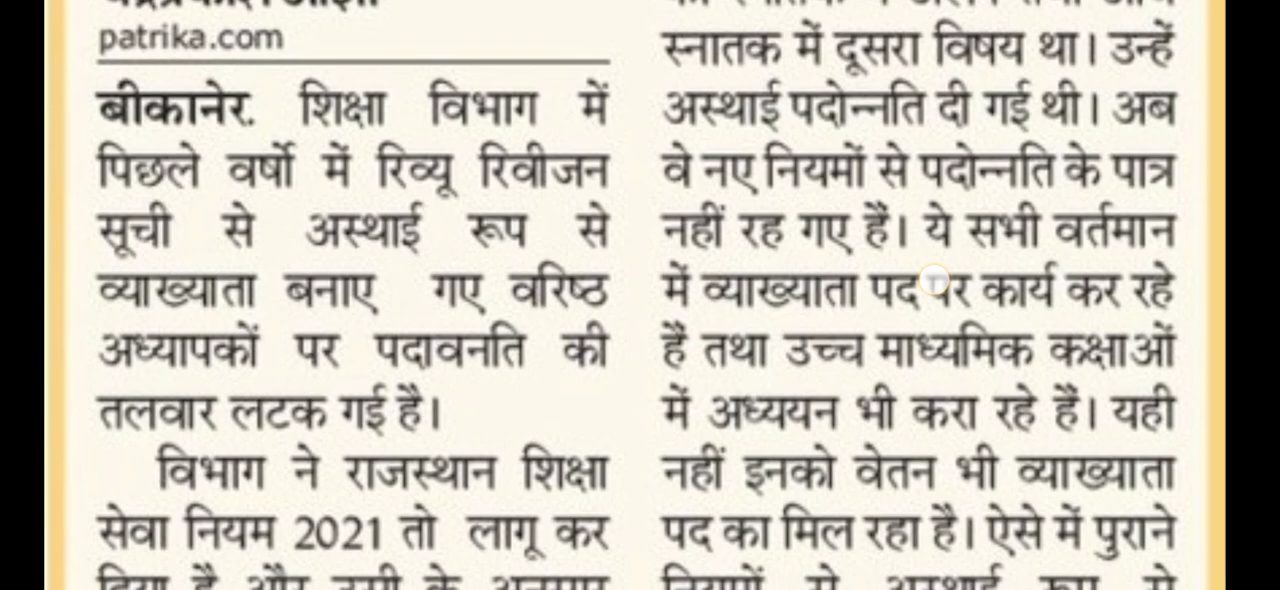 patrika.com
बीकानेर. शिक्षा विभाग में
पिछले वर्षो में रिव्यू रिवीजन
सूची से अस्थाई रूप से
व्याख्याता बनाए गए वरिष्ठ
अध्यापकों पर पदावनति की
तलवार लटक गई है।
विभाग ने राजस्थान शिक्षा
सेवा नियम 2021 तो लागू कर
स्नातक में दूसरा विषय था। उन्हें
अस्थाई पदोन्नति दी गई थी। अब
वे नए नियमों से पदोन्नति के पात्र
नहीं रह गए हैं। ये सभी वर्तमान
में व्याख्याता पद पर कार्य कर रहे
हैं तथा उच्च माध्यमिक कक्षाओं
में अध्ययन भी करा रहे हैं। यही
नहीं इनको वेतन भी व्याख्याता
पद का मिल रहा है। ऐसे में पुराने